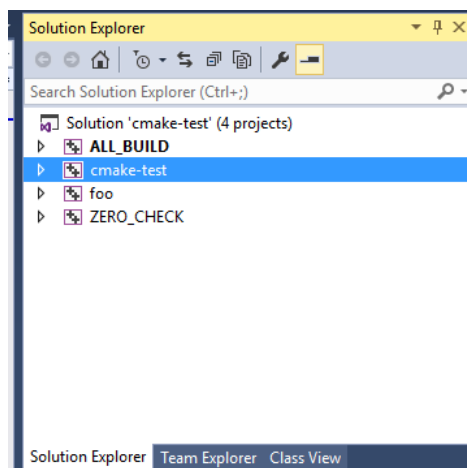 Solution Explorer
Search Solution Explorer (Ctrl+;)
Solution 'cmake-test' (4 projects)
ALL_BUILD
cmake-test
foo
ZERO_CHECK
Solution Explorer Team Explorer Class View